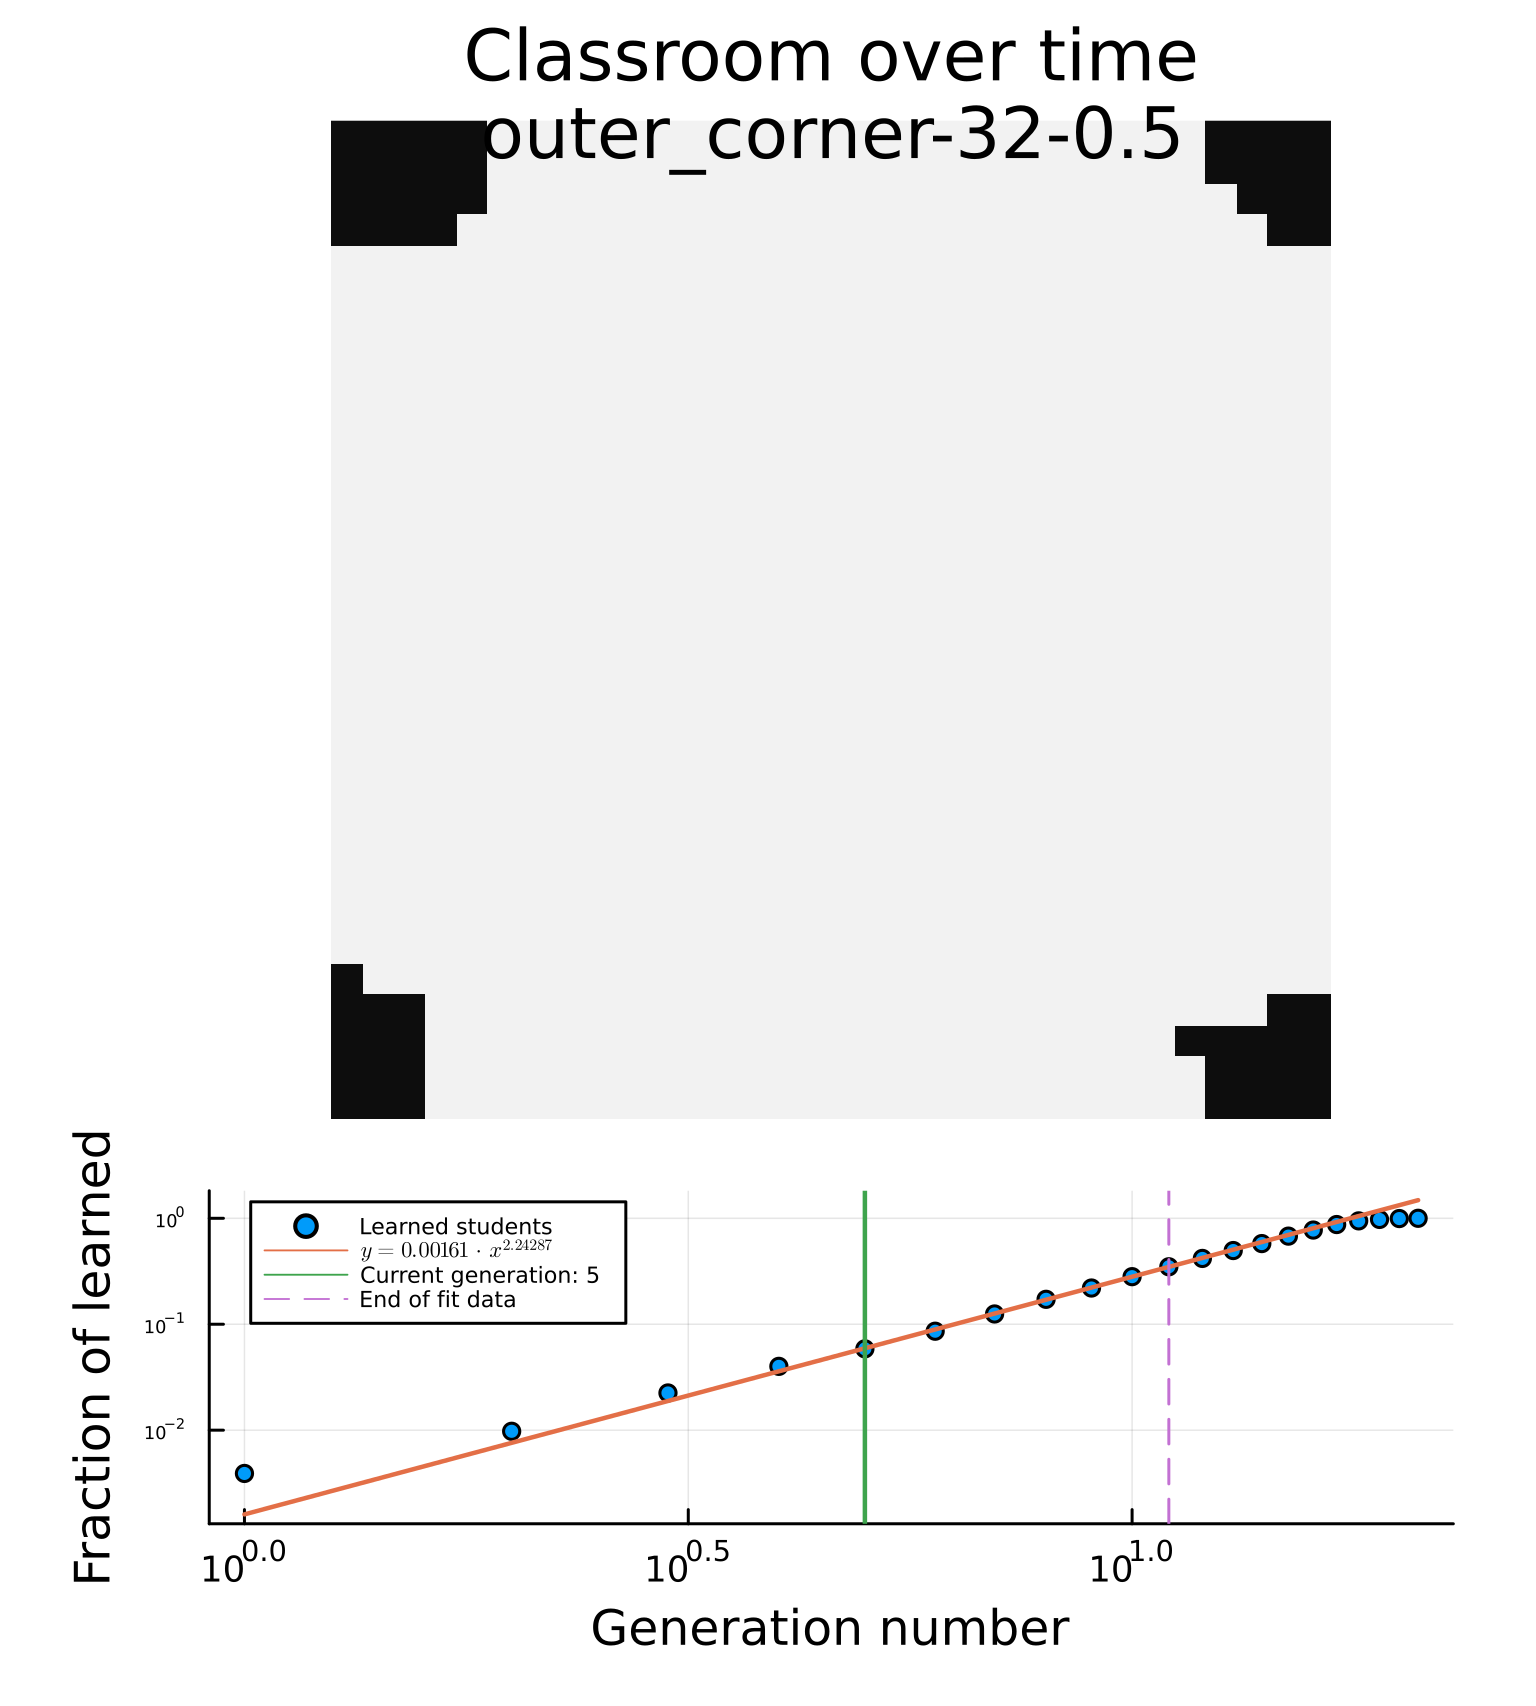 Classroom over time
outer_corner-32-0.5
Fraction of learned
10^0
10^-1
10^-2
Learned students
y = 0.00161 · x^2.24287
Current generation: 5
End of fit data
10^0.0 10^0.5 10^1.0
Generation number